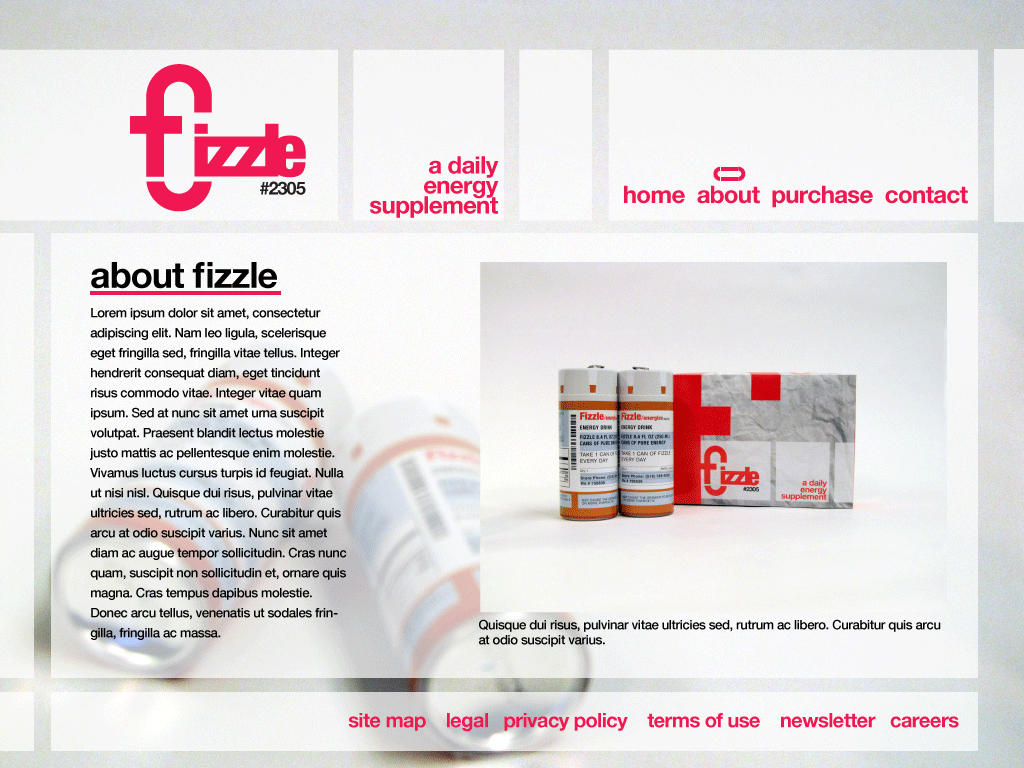 fizzle
#2305
a daily
energy
supplement
home about purchase contact
about fizzle
Lorem ipsum dolor sit amet, consectetur
adipiscing elit. Nam leo ligula, scelerisque
eget fringilla sed, fringilla vitae tellus. Integer
hendrerit consequat diam, eget tincidunt
risus commodo vitae. Integer vitae quam
ipsum. Sed at nunc sit amet urna suscipit
volutpat. Praesent blandit lectus molestie
justo mattis ac pellentesque enim molestie.
Vivamus luctus cursus turpis id feugiat. Nulla
ut nisi nisl. Quisque dui risus, pulvinar vitae
ultricies sed, rutrum ac libero. Curabitur quis
arcu at odio suscipit varius. Nunc sit amet
diam ac augue tempor sollicitudin. Cras nunc
quam, suscipit non sollicitudin et, ornare quis
magna. Cras tempus dapibus molestie.
Donec arcu tellus, venenatis ut sodales frin-
gilla, fringilla ac massa.
Fizzle
ENERGY DRINK
FIZZLE 8.4 FL OZ
CANS OF PURE
TAKE 1 CAN OF
EVERY DAY
Fizzle
ENERGY DRINK
FIZZLE 8.4 FL OZ (250 ML)
CANS OF PURE ENERGY
TAKE 1 CAN OF FIZZLE
EVERY DAY
fizzle
#2305
a daily
energy
supplement
Quisque dui risus, pulvinar vitae ultricies sed, rutrum ac libero. Curabitur quis arcu
at odio suscipit varius.
site map legal privacy policy terms of use newsletter careers